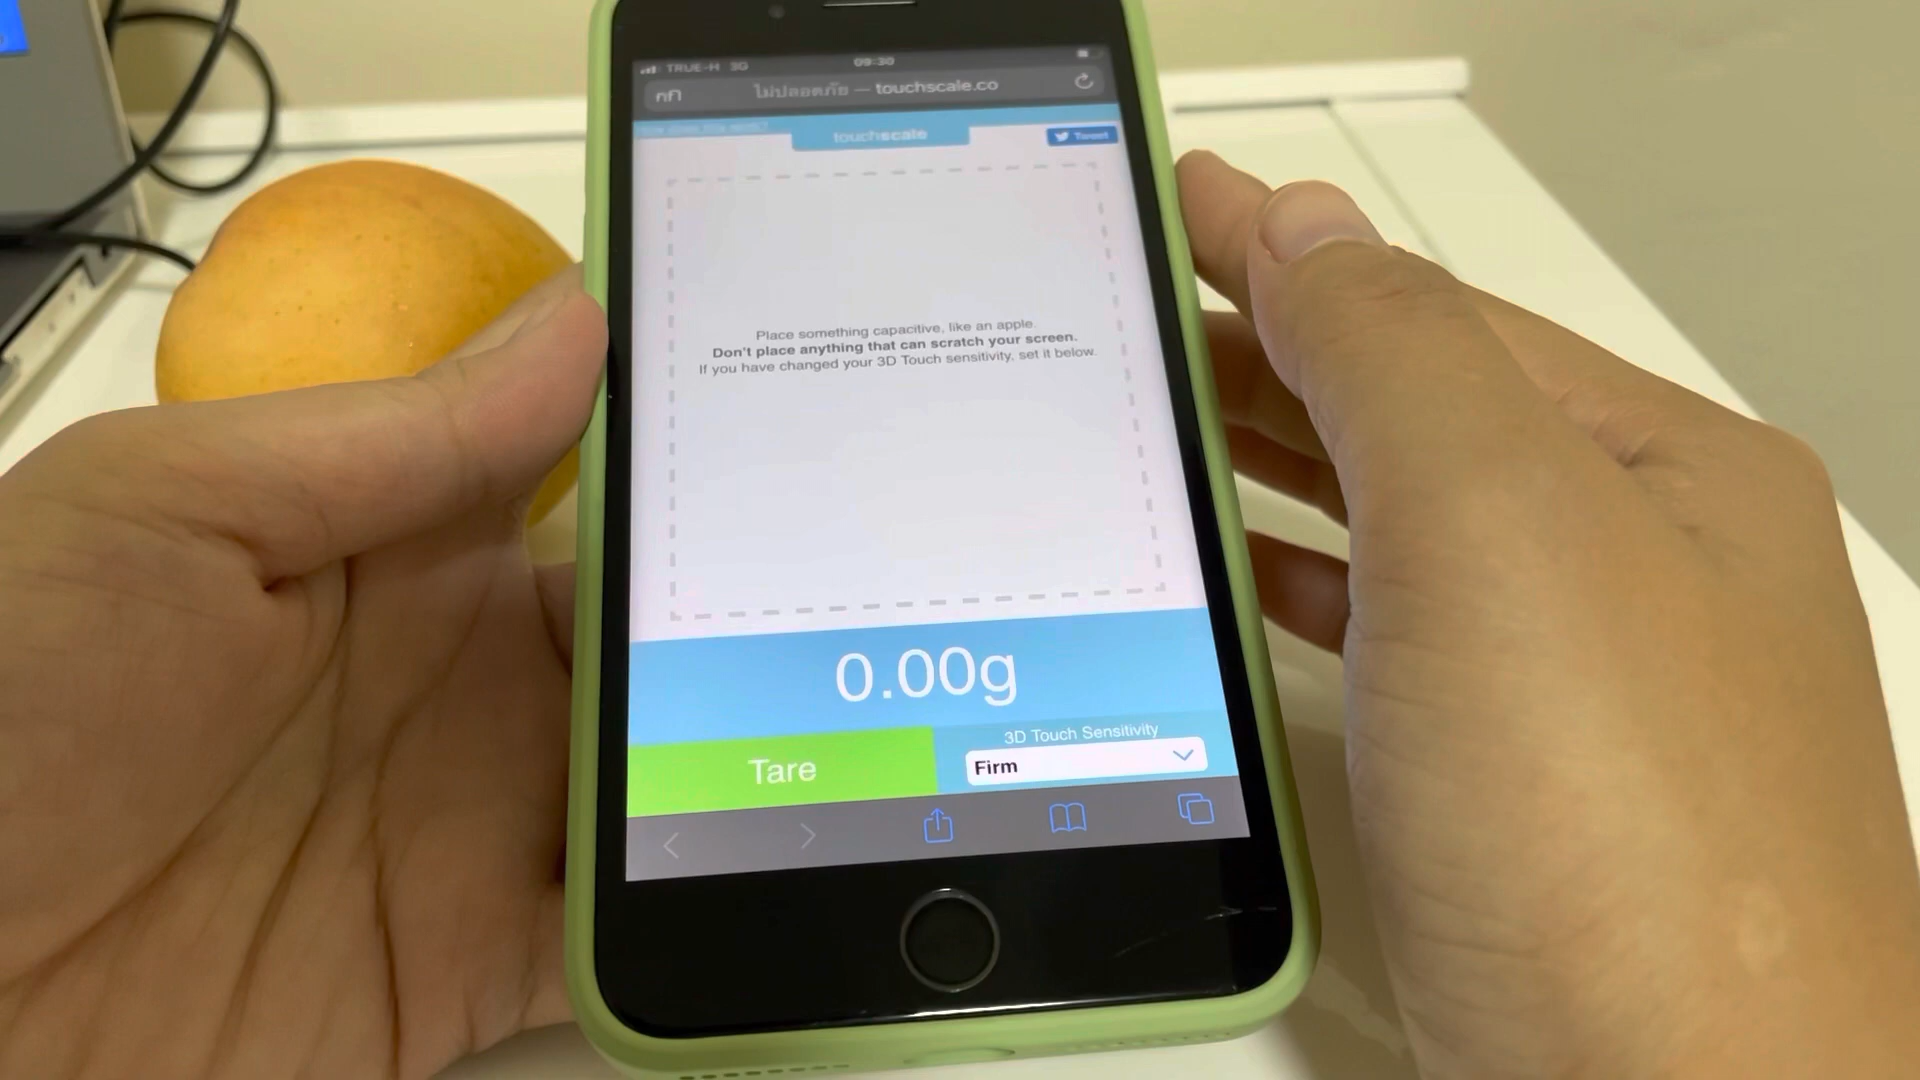 TRUE-H 3G 09:30
กก ไม่ปลอดภัย — touchscale.co
touchscale
Tweet
Place something capacitive, like an apple.
Don't place anything that can scratch your screen.
If you have changed your 3D Touch sensitivity, set it below.
0.00g
Tare
3D Touch Sensitivity
Firm